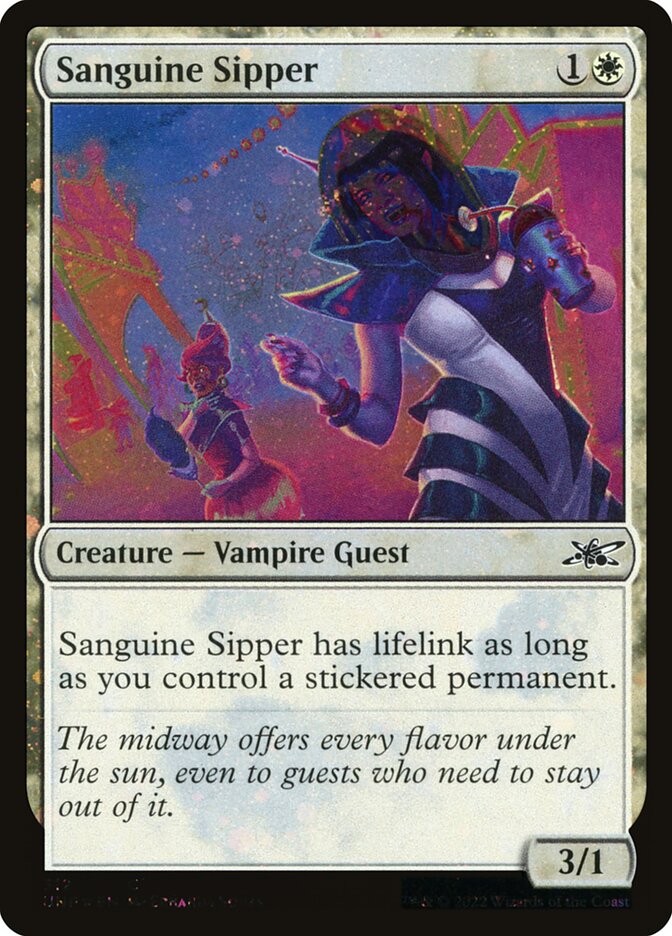 Sanguine Sipper 1
Creature — Vampire Guest
Sanguine Sipper has lifelink as long
as you control a stickered permanent.
The midway offers every flavor under
the sun, even to guests who need to stay
out of it.
3/1
™ & © 2022 Wizards of the Coast